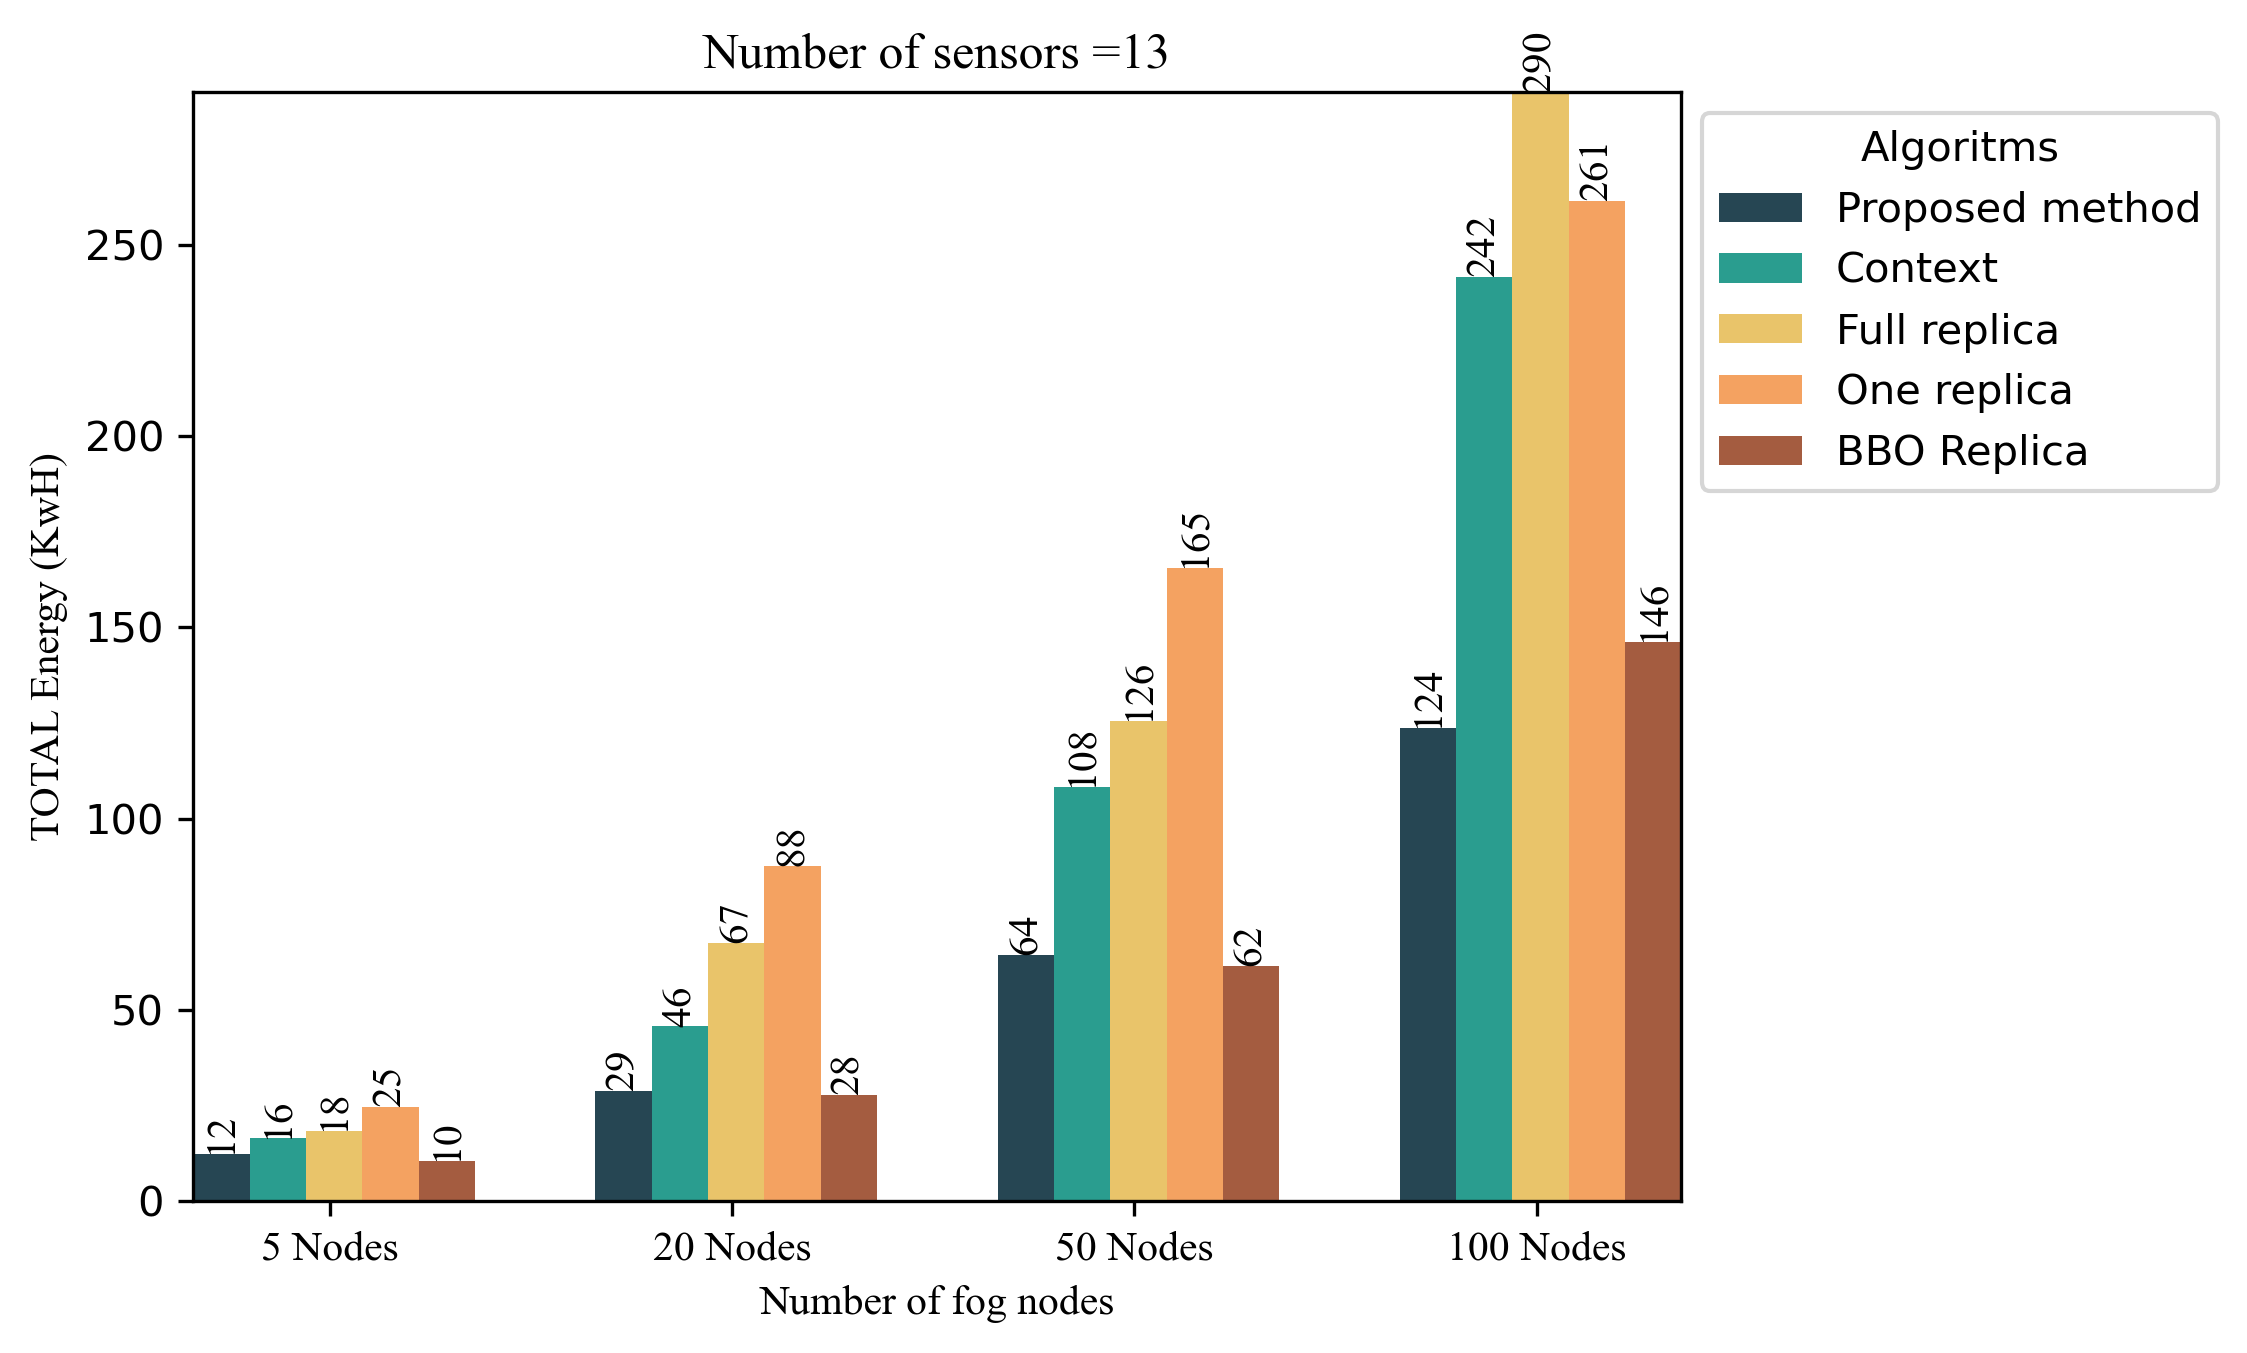 Number of sensors =13
TOTAL Energy (KwH)
250
200
150
100
50
0
12
16
18
25
10
29
46
67
88
28
64
108
126
165
62
124
242
290
261
146
5 Nodes
20 Nodes
50 Nodes
100 Nodes
Number of fog nodes
Algoritms
Proposed method
Context
Full replica
One replica
BBO Replica